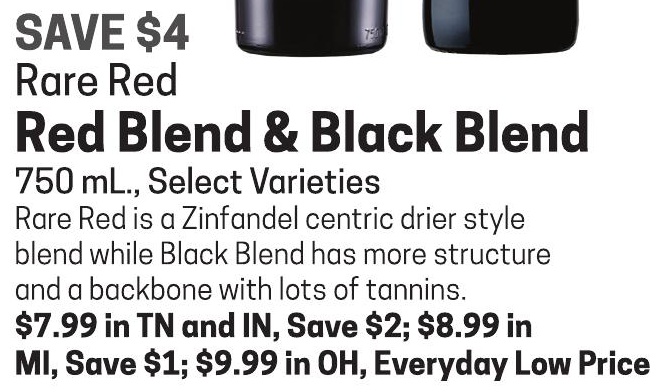 SAVE $4
Rare Red
Red Blend & Black Blend
750 mL., Select Varieties
Rare Red is a Zinfandel centric drier style
blend while Black Blend has more structure
and a backbone with lots of tannins.
$7.99 in TN and IN, Save $2; $8.99 in
MI, Save $1; $9.99 in OH, Everyday Low Price